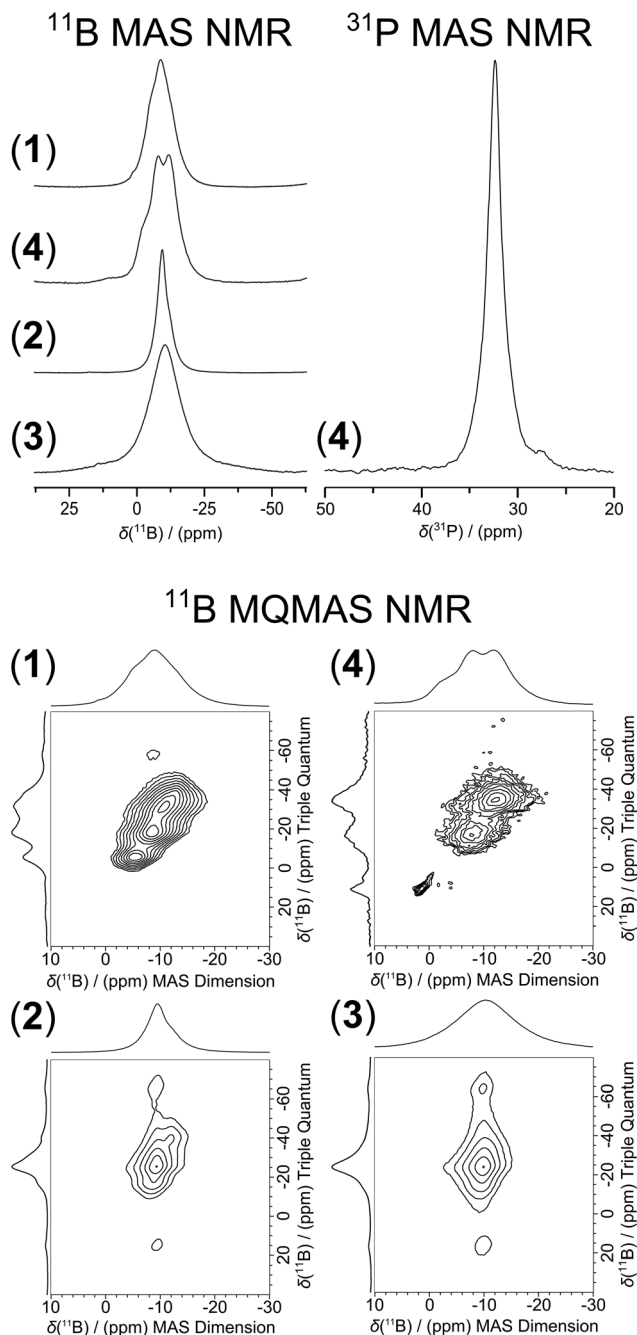 ¹¹B MAS NMR
³¹P MAS NMR
(1)
(4)
(2)
(3)
(4)
25 0 -25 -50
δ(¹¹B) / (ppm)
50 40 30 20
δ(³¹P) / (ppm)
¹¹B MQMAS NMR
(1)
-60
-40
-20
0
20
δ(¹¹B) / (ppm) Triple Quantum
10 0 -10 -20 -30
δ(¹¹B) / (ppm) MAS Dimension
(4)
-60
-40
-20
0
20
δ(¹¹B) / (ppm) Triple Quantum
10 0 -10 -20 -30
δ(¹¹B) / (ppm) MAS Dimension
(2)
-60
-40
-20
0
20
δ(¹¹B) / (ppm) Triple Quantum
10 0 -10 -20 -30
δ(¹¹B) / (ppm) MAS Dimension
(3)
-60
-40
-20
0
20
δ(¹¹B) / (ppm) Triple Quantum
10 0 -10 -20 -30
δ(¹¹B) / (ppm) MAS Dimension